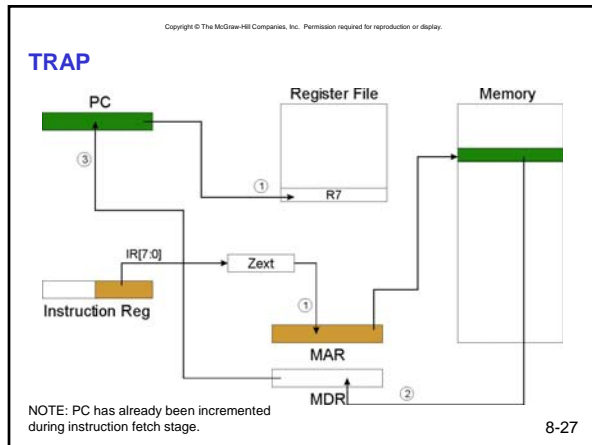 Copyright © The McGraw-Hill Companies, Inc. Permission required for reproduction or display.
TRAP
PC
Register File
Memory
③
①
R7
IR[7:0]
Zext
Instruction Reg
①
MAR
MDR
②
NOTE: PC has already been incremented
during instruction fetch stage.
8-27